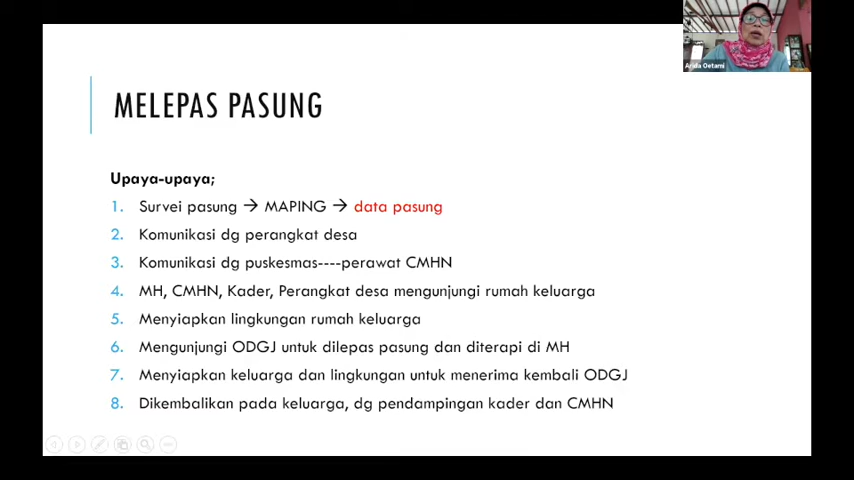 Arida Oetami
MELEPAS PASUNG
Upaya-upaya;
1. Survei pasung → MAPING → data pasung
2. Komunikasi dg perangkat desa
3. Komunikasi dg puskesmas----perawat CMHN
4. MH, CMHN, Kader, Perangkat desa mengunjungi rumah keluarga
5. Menyiapkan lingkungan rumah keluarga
6. Mengunjungi ODGJ untuk dilepas pasung dan diterapi di MH
7. Menyiapkan keluarga dan lingkungan untuk menerima kembali ODGJ
8. Dikembalikan pada keluarga, dg pendampingan kader dan CMHN